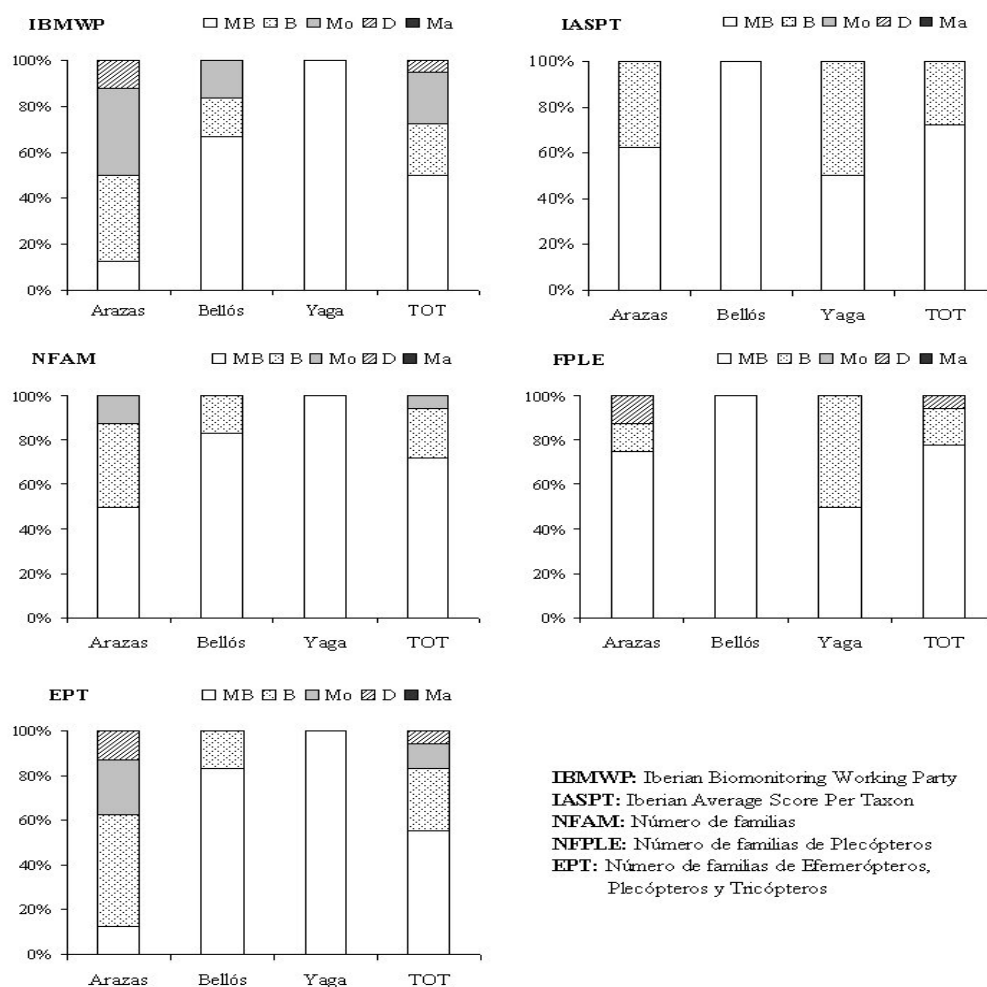 IBMWP MB B Mo D Ma
100%
80%
60%
40%
20%
0%
Arazas Bellós Yaga TOT
IASPT MB B Mo D Ma
100%
80%
60%
40%
20%
0%
Arazas Bellós Yaga TOT
NFAM MB B Mo D Ma
100%
80%
60%
40%
20%
0%
Arazas Bellós Yaga TOT
FPLE MB B Mo D Ma
100%
80%
60%
40%
20%
0%
Arazas Bellós Yaga TOT
EPT MB B Mo D Ma
100%
80%
60%
40%
20%
0%
Arazas Bellós Yaga TOT
IBMWP: Iberian Biomonitoring Working Party
IASPT: Iberian Average Score Per Taxon
NFAM: Número de familias
NFPLE: Número de familias de Plecópteros
EPT: Número de familias de Efemerópteros,
Plecópteros y Tricópteros